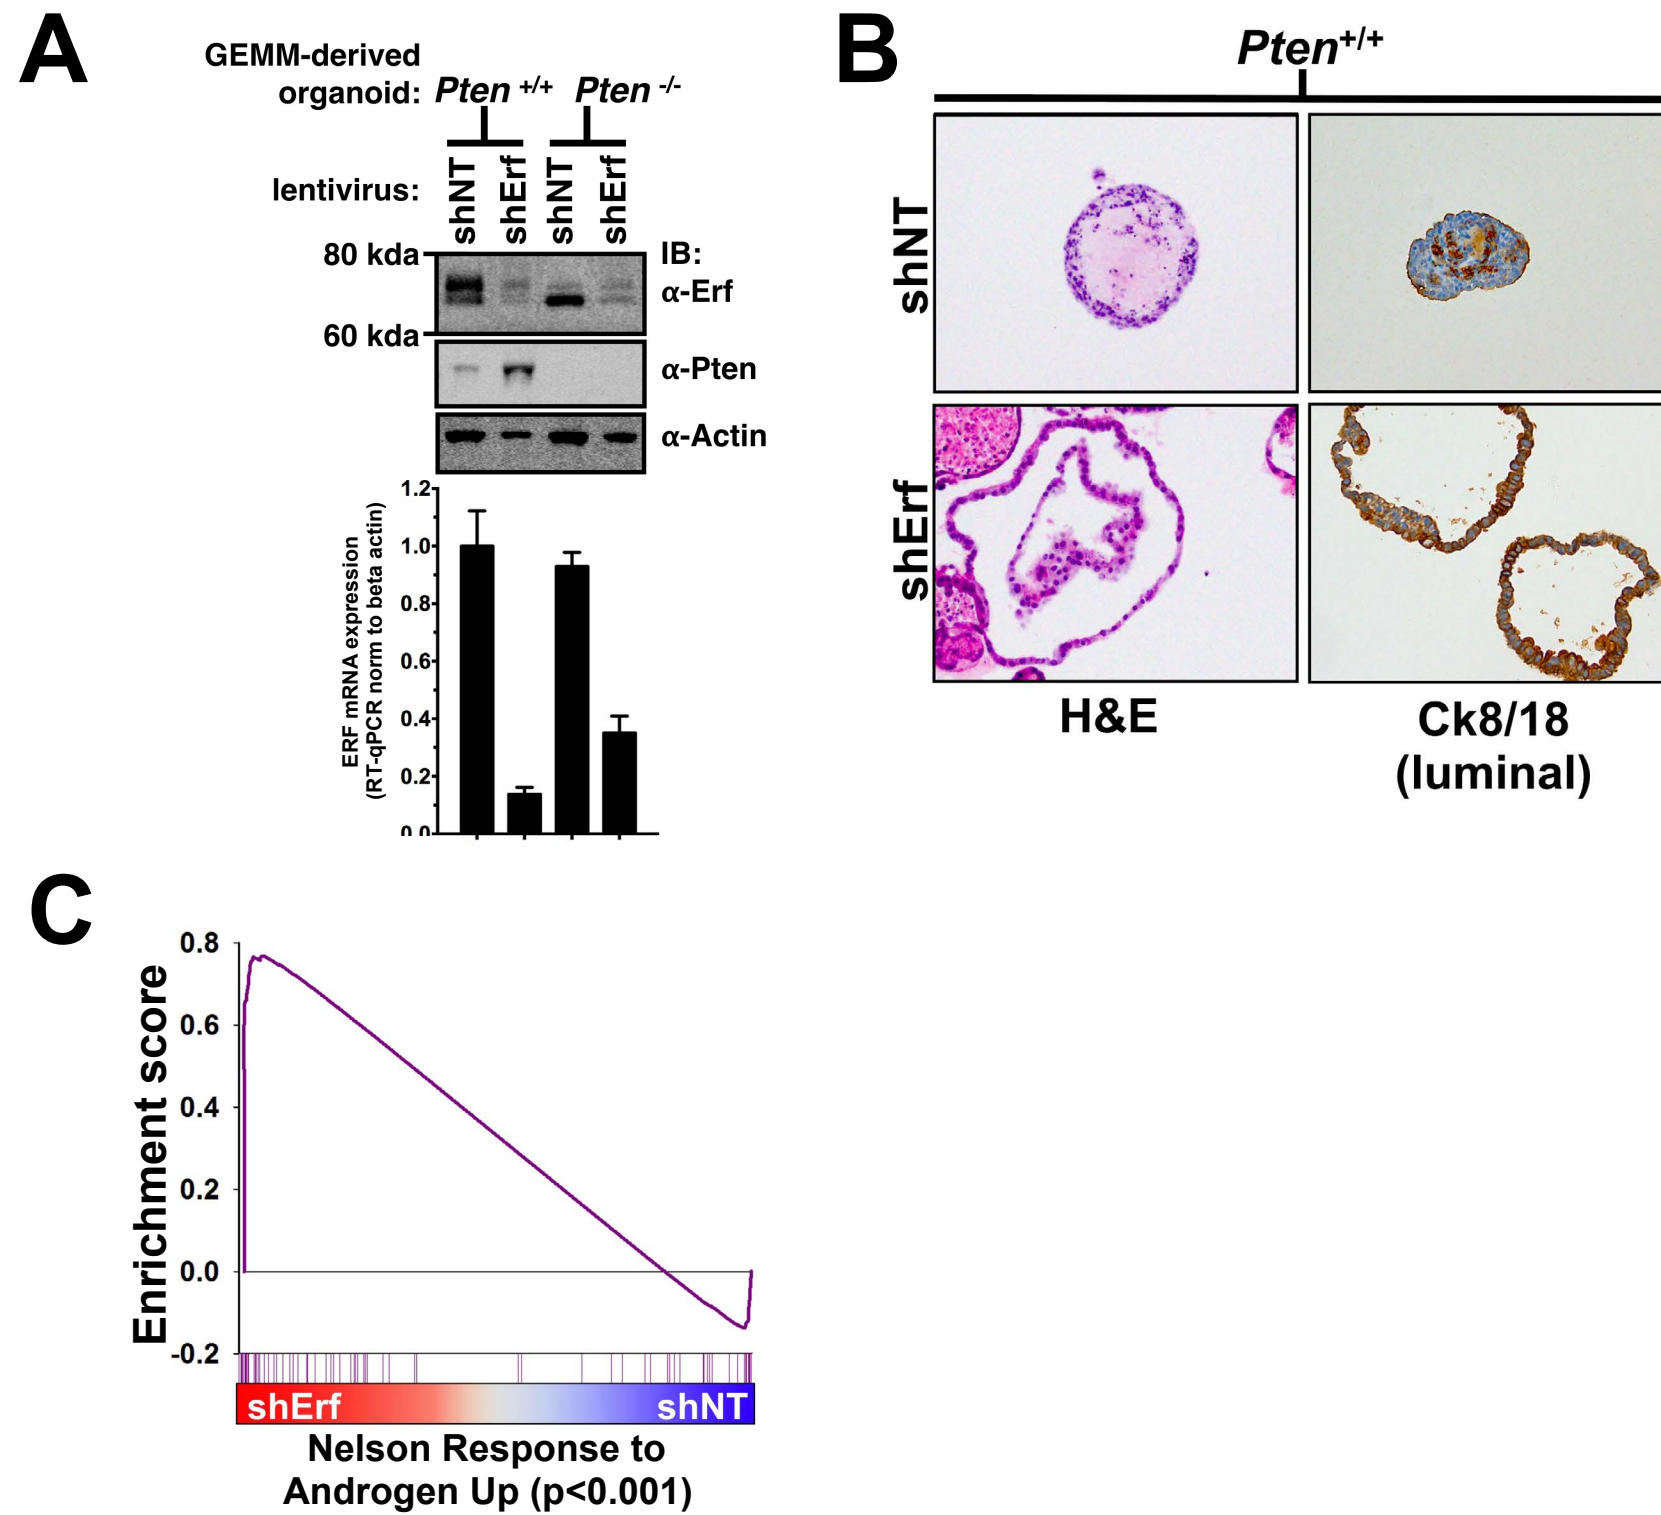 A
GEMM-derived
organoid: Pten +/+ Pten -/-
lentivirus: shNT shErf shNT shErf
80 kda
IB:
α-Erf
60 kda
α-Pten
α-Actin
ERF mRNA expression
(RT-qPCR norm to beta actin)
1.2
1.0
0.8
0.6
0.4
0.2
0.0
B
Pten+/+
shNT
shErf
H&E
Ck8/18
(luminal)
C
Enrichment score
0.8
0.6
0.4
0.2
0.0
-0.2
shErf shNT
Nelson Response to
Androgen Up (p<0.001)